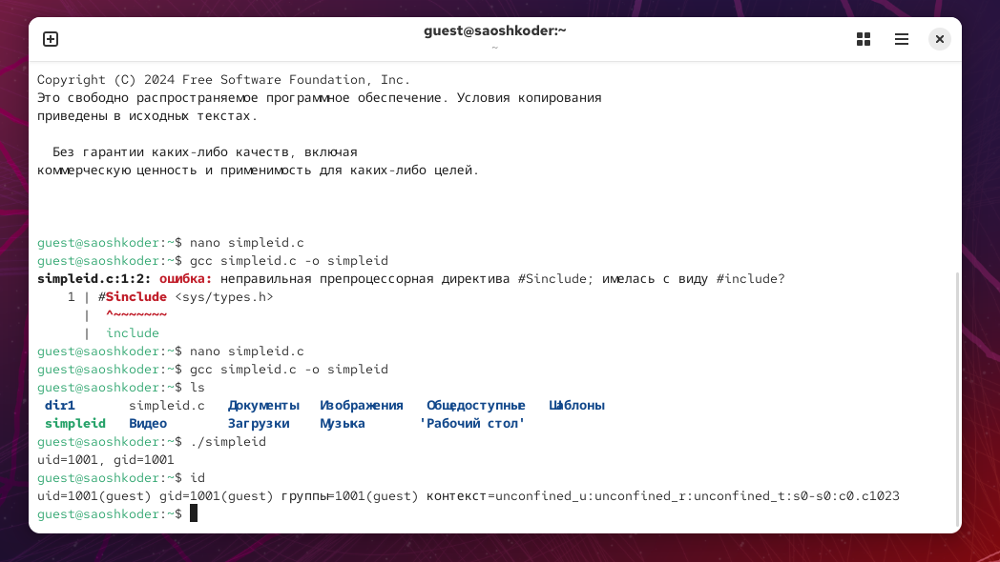 guest@saoshkoder:~
~
Copyright (C) 2024 Free Software Foundation, Inc.
Это свободно распространяемое программное обеспечение. Условия копирования
приведены в исходных текстах.
Без гарантии каких-либо качеств, включая
коммерческую ценность и применимость для каких-либо целей.
guest@saoshkoder:~$ nano simpleid.c
guest@saoshkoder:~$ gcc simpleid.c -o simpleid
simpleid.c:1:2: ошибка: неправильная препроцессорная директива #Sinclude; имелась с виду #include?
    1 | #Sinclude <sys/types.h>
      |  ^~~~~~~~
      |  include
guest@saoshkoder:~$ nano simpleid.c
guest@saoshkoder:~$ gcc simpleid.c -o simpleid
guest@saoshkoder:~$ ls
dir1 simpleid.c Документы Изображения Общедоступные Шаблоны
simpleid Видео Загрузки Музыка 'Рабочий стол'
guest@saoshkoder:~$ ./simpleid
uid=1001, gid=1001
guest@saoshkoder:~$ id
uid=1001(guest) gid=1001(guest) группы=1001(guest) контекст=unconfined_u:unconfined_r:unconfined_t:s0-s0:c0.c1023
guest@saoshkoder:~$